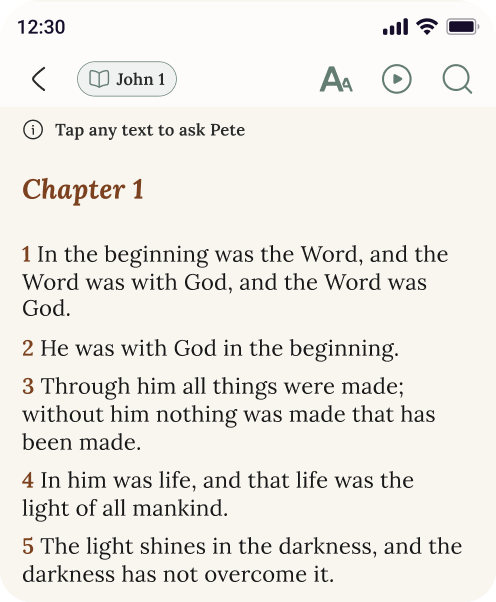 12:30
John 1
AA
Tap any text to ask Pete
Chapter 1
1 In the beginning was the Word, and the
Word was with God, and the Word was
God.
2 He was with God in the beginning.
3 Through him all things were made;
without him nothing was made that has
been made.
4 In him was life, and that life was the
light of all mankind.
5 The light shines in the darkness, and the
darkness has not overcome it.